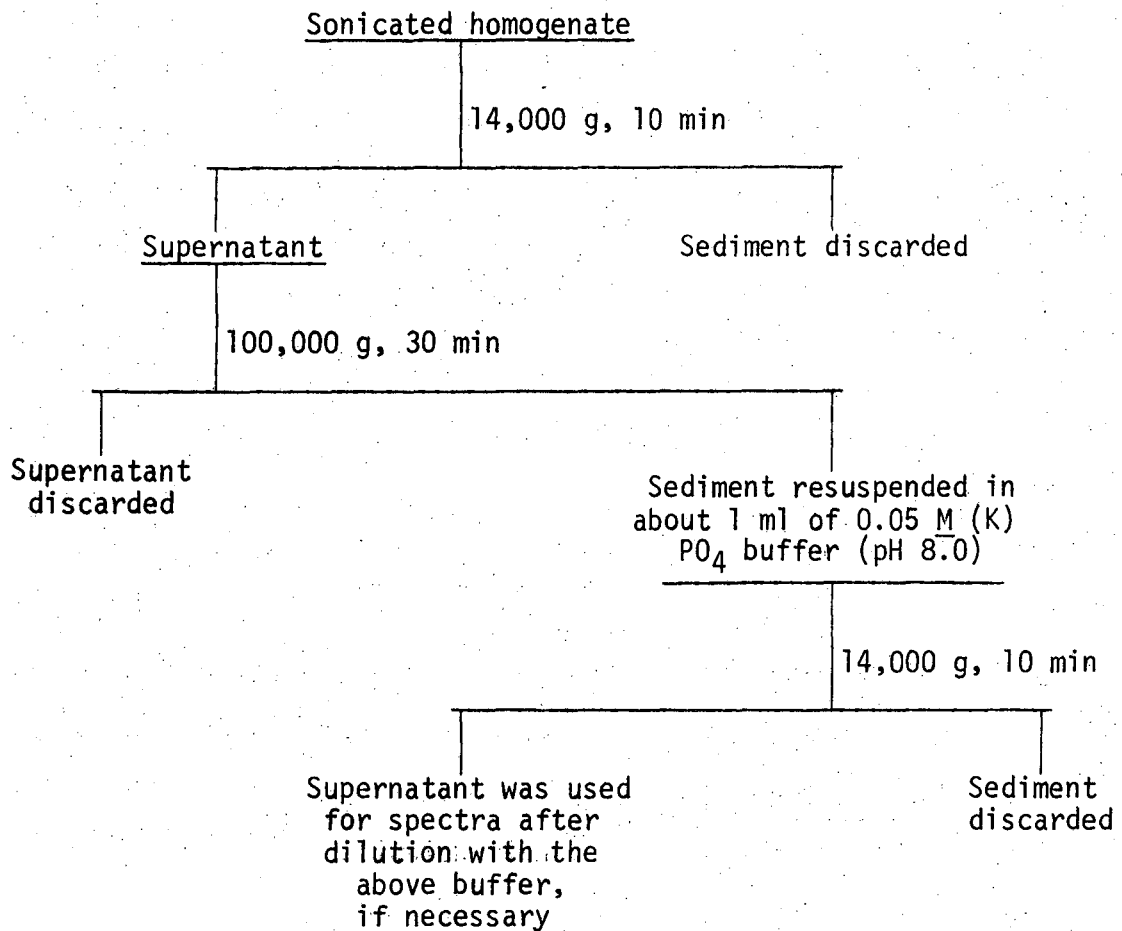 Sonicated homogenate
14,000 g, 10 min
Supernatant
Sediment discarded
100,000 g, 30 min
Supernatant
discarded
Sediment resuspended in
about 1 ml of 0.05 M (K)
PO4 buffer (pH 8.0)
14,000 g, 10 min
Supernatant was used
for spectra after
dilution with the
above buffer,
if necessary
Sediment
discarded